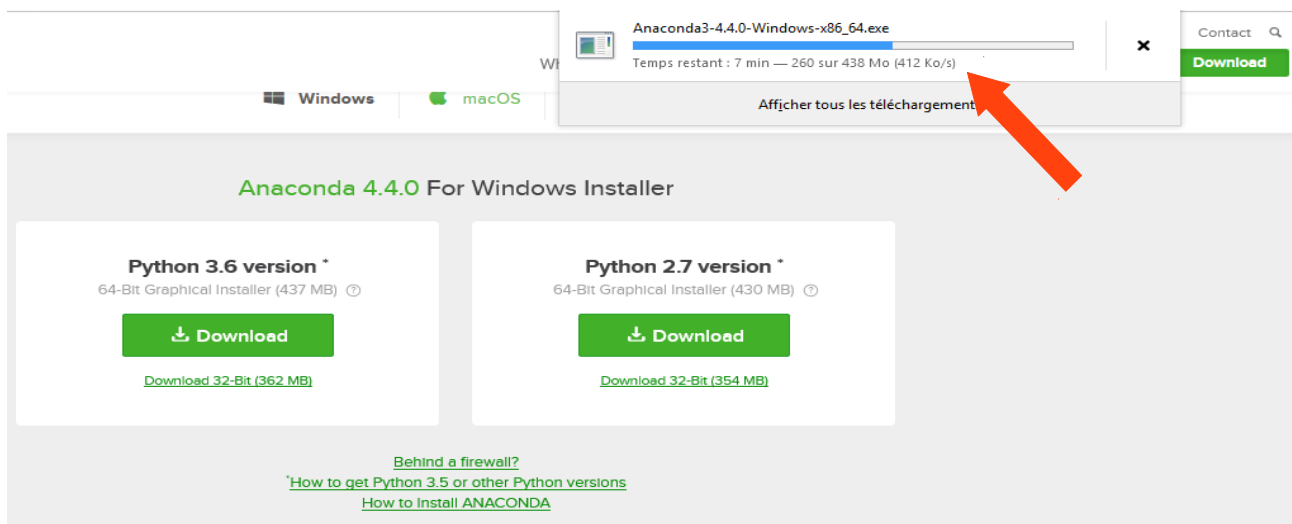 Anaconda3-4.4.0-Windows-x86_64.exe
Contact
Temps restant : 7 min — 260 sur 438 Mo (412 Ko/s)
Download
Windows
macOS
Afficher tous les téléchargement
Anaconda 4.4.0 For Windows Installer
Python 3.6 version *
64-Bit Graphical Installer (437 MB) ?
Download
Download 32-Bit (362 MB)
Python 2.7 version *
64-Bit Graphical Installer (430 MB) ?
Download
Download 32-Bit (354 MB)
Behind a firewall?
*How to get Python 3.5 or other Python versions
How to Install ANACONDA